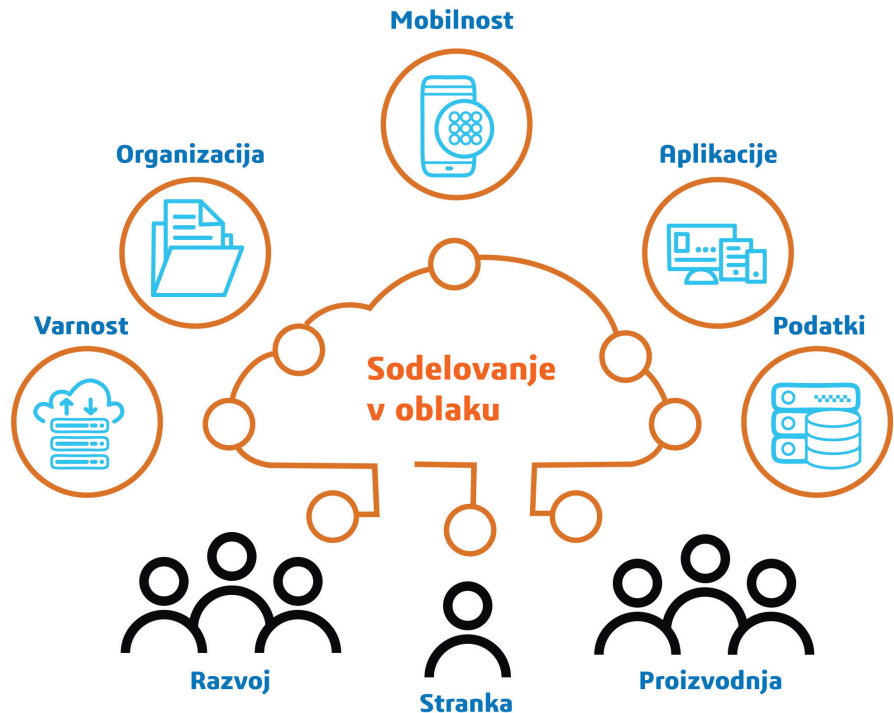 Mobilnost
Organizacija
Aplikacije
Varnost
Podatki
Sodelovanje
v oblaku
Razvoj
Stranka
Proizvodnja